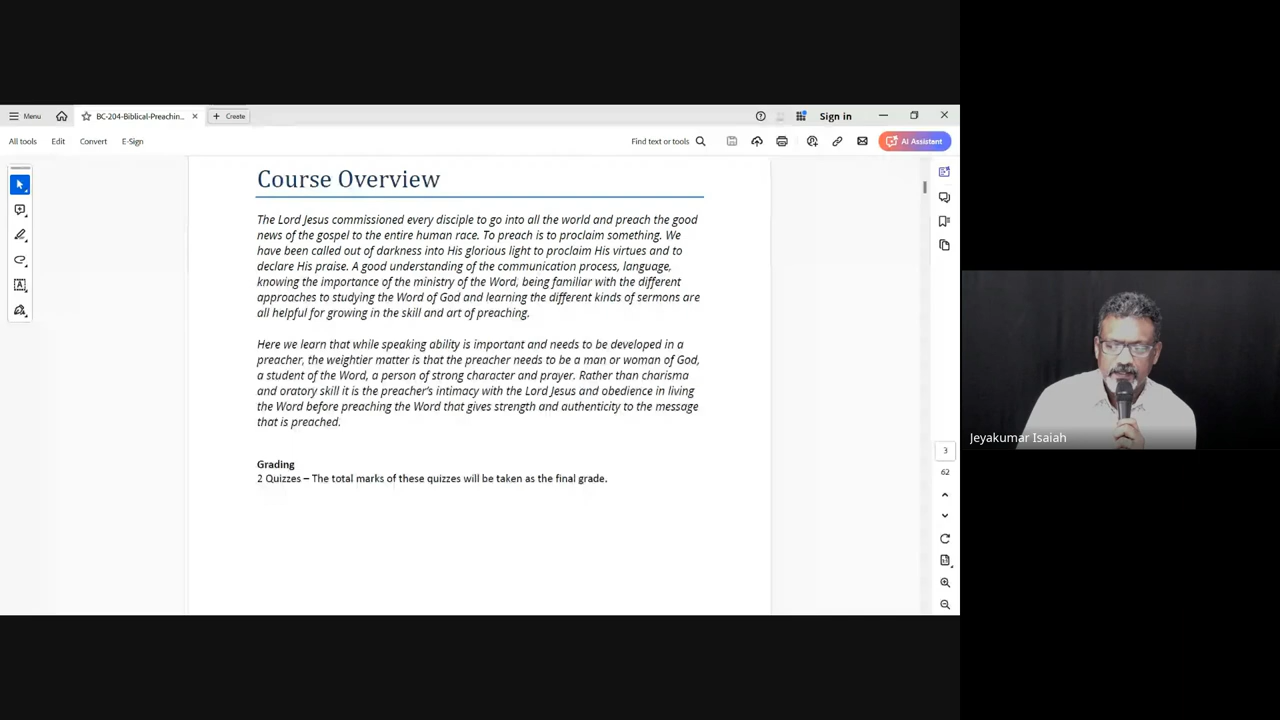 Menu
BC-204-Biblical-Preachin...
Create
Sign in
All tools
Edit
Convert
E-Sign
Find text or tools
AI Assistant
Course Overview
The Lord Jesus commissioned every disciple to go into all the world and preach the good
news of the gospel to the entire human race. To preach is to proclaim something. We
have been called out of darkness into His glorious light to proclaim His virtues and to
declare His praise. A good understanding of the communication process, language,
knowing the importance of the ministry of the Word, being familiar with the different
approaches to studying the Word of God and learning the different kinds of sermons are
all helpful for growing in the skill and art of preaching.
Here we learn that while speaking ability is important and needs to be developed in a
preacher, the weightier matter is that the preacher needs to be a man or woman of God,
a student of the Word, a person of strong character and prayer. Rather than charisma
and oratory skill it is the preacher's intimacy with the Lord Jesus and obedience in living
the Word before preaching the Word that gives strength and authenticity to the message
that is preached.
Grading
2 Quizzes – The total marks of these quizzes will be taken as the final grade.
3
62
Jeyakumar Isaiah